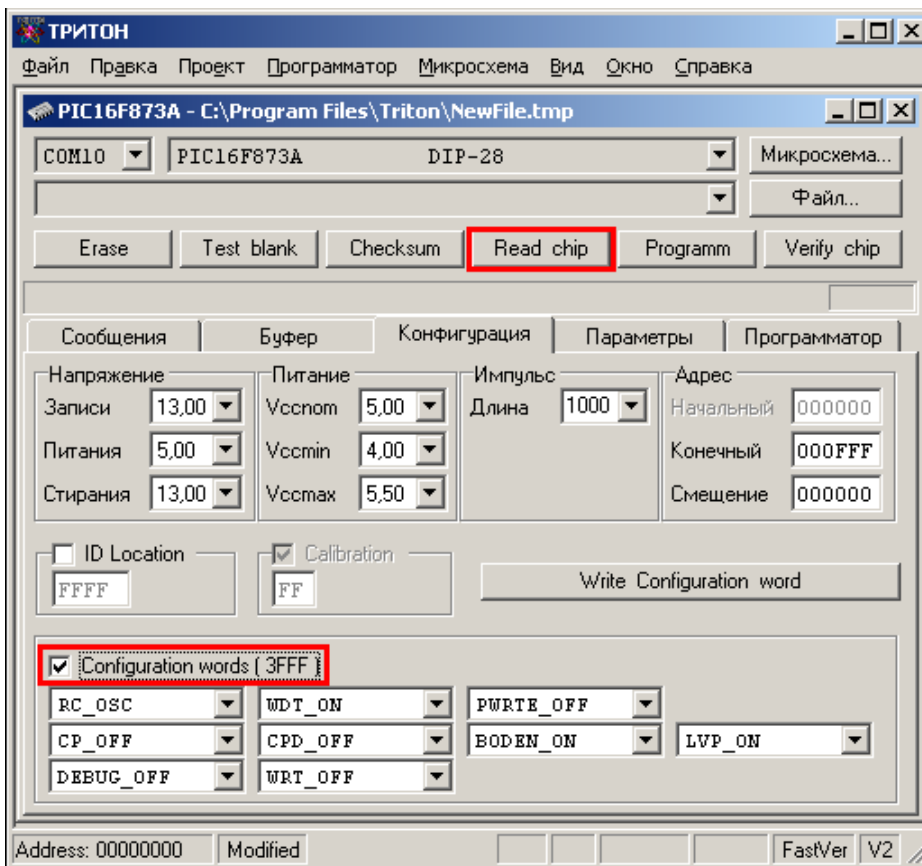 ТРИТОН
Файл Правка Проект Программатор Микросхема Вид Окно Справка
PIC16F873A - C:\Program Files\Triton\NewFile.tmp
COM10 PIC16F873A DIP-28 Микросхема...
Файл...
Erase Test blank Checksum Read chip Programm Verify chip
Сообщения Буфер Конфигурация Параметры Программатор
Напряжение Питание Импульс Адрес
Записи 13,00 Vccnom 5,00 Длина 1000 Начальный 000000
Питания 5,00 Vccmin 4,00 Конечный 000FFF
Стирания 13,00 Vccmax 5,50 Смещение 000000
ID Location Calibration
FFFF FF Write Configuration word
Configuration words ( 3FFF )
RC_OSC WDT_ON PWRTE_OFF
CP_OFF CPD_OFF BODEN_ON LVP_ON
DEBUG_OFF WRT_OFF
Address: 00000000 Modified FastVer V2